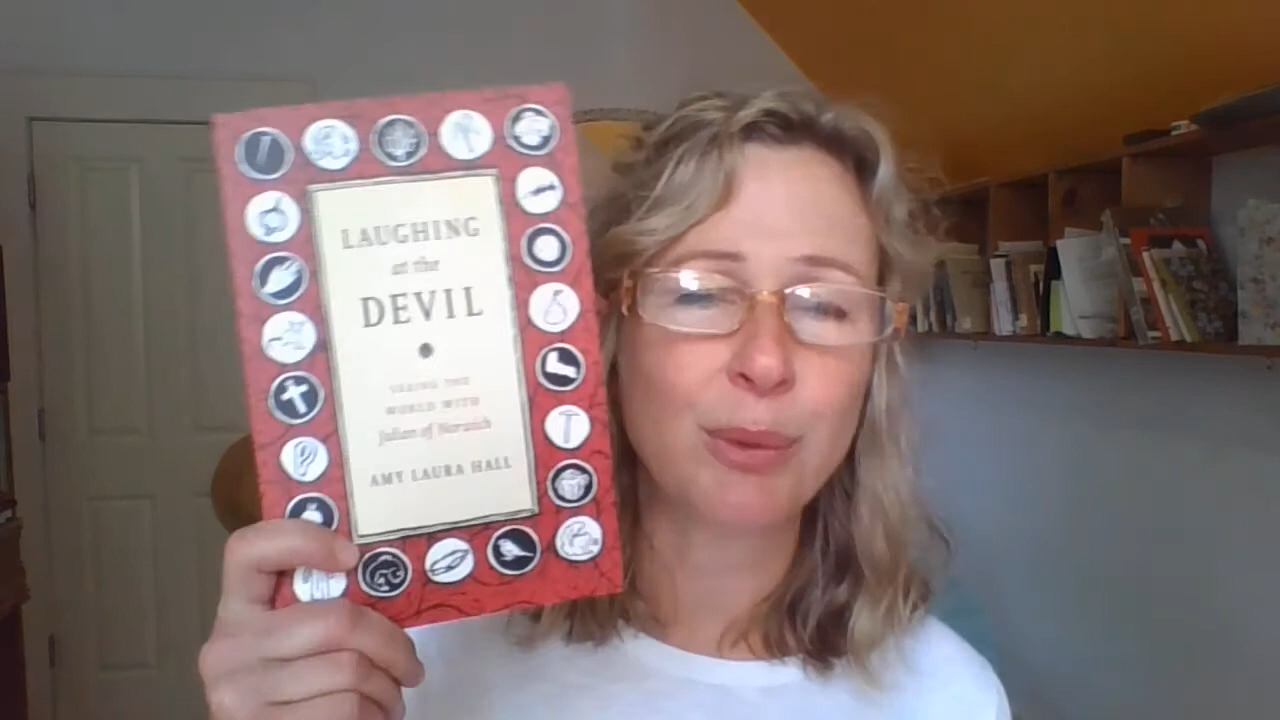 LAUGHING
at the
DEVIL
SEEING THE
WORLD WITH
Julian of Norwich
AMY LAURA HALL